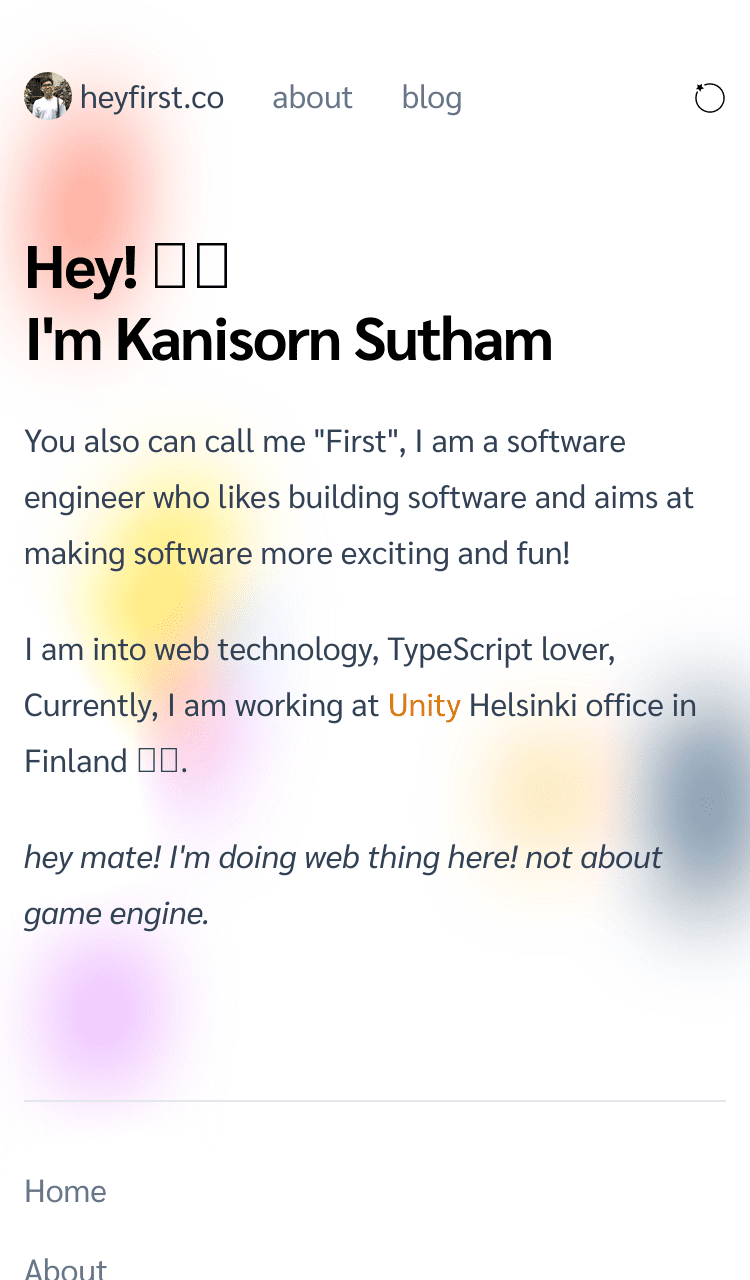 heyfirst.co about blog
Hey! 
I'm Kanisorn Sutham
You also can call me "First", I am a software
engineer who likes building software and aims at
making software more exciting and fun!
I am into web technology, TypeScript lover,
Currently, I am working at Unity Helsinki office in
Finland .
hey mate! I'm doing web thing here! not about
game engine.
Home
About